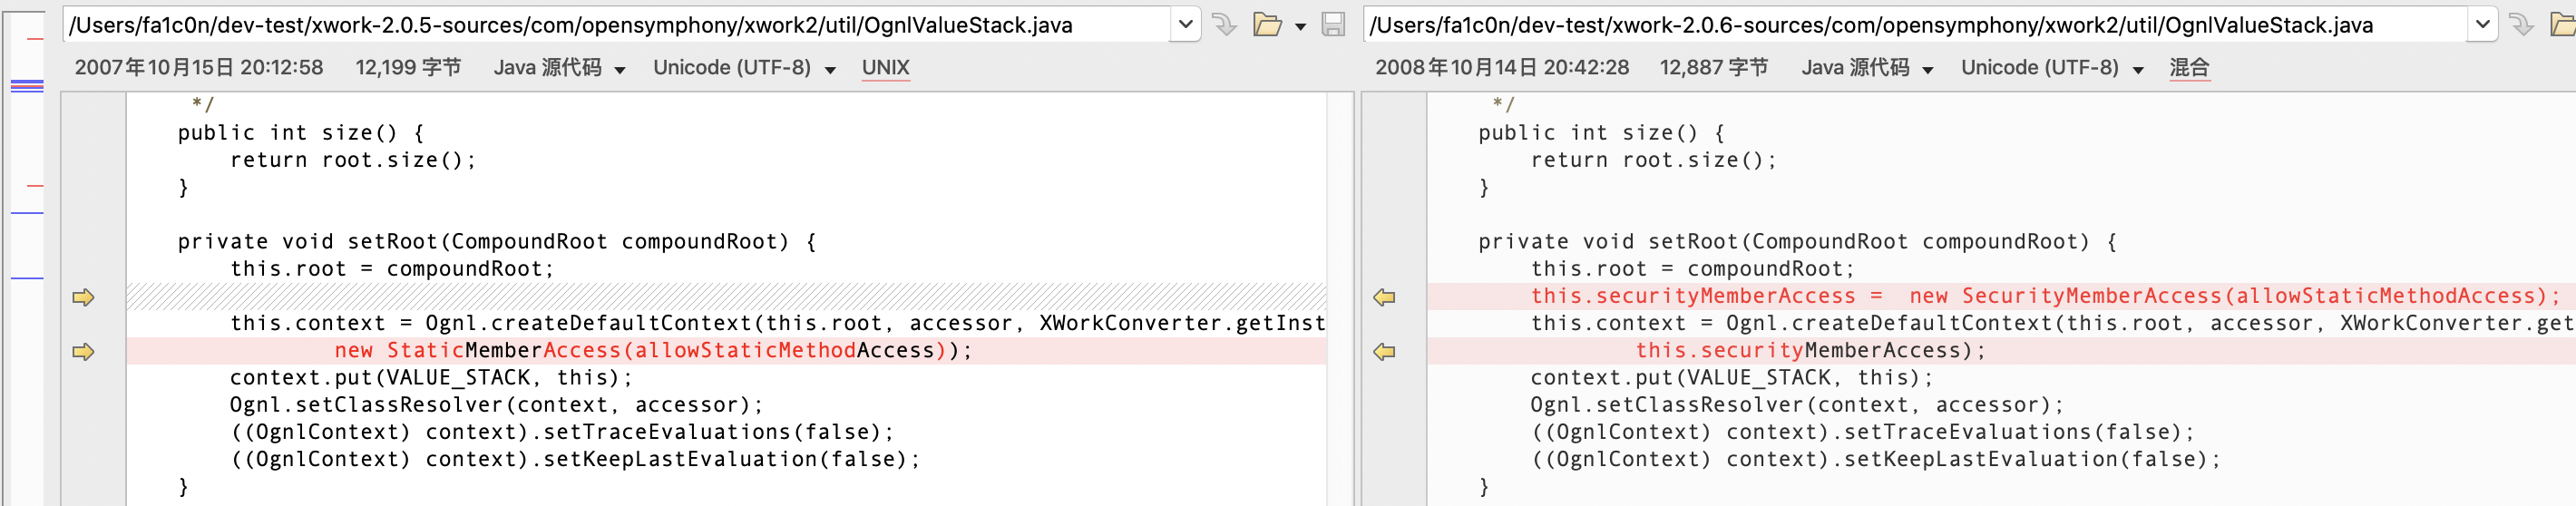 /Users/fa1c0n/dev-test/xwork-2.0.5-sources/com/opensymphony/xwork2/util/OgnlValueStack.java
2007年10月15日 20:12:58 12,199 字节 Java 源代码 Unicode (UTF-8) UNIX
*/
public int size() {
return root.size();
}
private void setRoot(CompoundRoot compoundRoot) {
this.root = compoundRoot;
this.context = Ognl.createDefaultContext(this.root, accessor, XWorkConverter.getInst
new StaticMemberAccess(allowStaticMethodAccess));
context.put(VALUE_STACK, this);
Ognl.setClassResolver(context, accessor);
((OgnlContext) context).setTraceEvaluations(false);
((OgnlContext) context).setKeepLastEvaluation(false);
}
/Users/fa1c0n/dev-test/xwork-2.0.6-sources/com/opensymphony/xwork2/util/OgnlValueStack.java
2008年10月14日 20:42:28 12,887 字节 Java 源代码 Unicode (UTF-8) 混合
*/
public int size() {
return root.size();
}
private void setRoot(CompoundRoot compoundRoot) {
this.root = compoundRoot;
this.securityMemberAccess =  new SecurityMemberAccess(allowStaticMethodAccess);
this.context = Ognl.createDefaultContext(this.root, accessor, XWorkConverter.get
this.securityMemberAccess);
context.put(VALUE_STACK, this);
Ognl.setClassResolver(context, accessor);
((OgnlContext) context).setTraceEvaluations(false);
((OgnlContext) context).setKeepLastEvaluation(false);
}